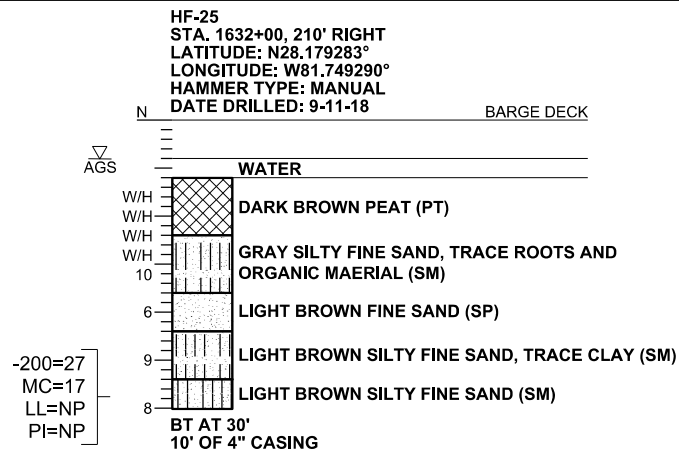 HF-25
STA. 1632+00, 210' RIGHT
LATITUDE: N28.179283°
LONGITUDE: W81.749290°
HAMMER TYPE: MANUAL
DATE DRILLED: 9-11-18
N
BARGE DECK
AGS
WATER
W/H
DARK BROWN PEAT (PT)
W/H
W/H
W/H
GRAY SILTY FINE SAND, TRACE ROOTS AND
ORGANIC MAERIAL (SM)
10
6
LIGHT BROWN FINE SAND (SP)
9
LIGHT BROWN SILTY FINE SAND, TRACE CLAY (SM)
-200=27
MC=17
LL=NP
PI=NP
LIGHT BROWN SILTY FINE SAND (SM)
8
BT AT 30'
10' OF 4" CASING